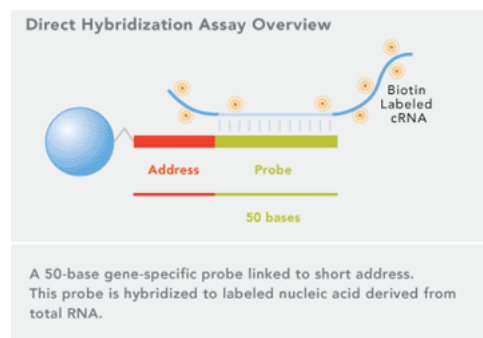 Direct Hybridization Assay Overview
Biotin
Labeled
cRNA
Address
Probe
50 bases
A 50-base gene-specific probe linked to short address.
This probe is hybridized to labeled nucleic acid derived from
total RNA.